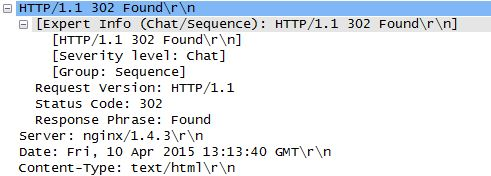 HTTP/1.1 302 Found\r\n
[Expert Info (Chat/Sequence): HTTP/1.1 302 Found\r\n]
[HTTP/1.1 302 Found\r\n]
[Severity level: Chat]
[Group: Sequence]
Request Version: HTTP/1.1
Status Code: 302
Response Phrase: Found
Server: nginx/1.4.3\r\n
Date: Fri, 10 Apr 2015 13:13:40 GMT\r\n
Content-Type: text/html\r\n